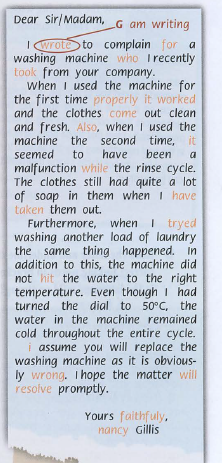 Dear Sir/Madam,
G am writing
I wrote to complain for a
washing machine who I recently
took from your company.
When I used the machine for
the first time properly it worked
and the clothes come out clean
and fresh. Also, when I used the
machine the second time, it
seemed to have been a
malfunction while the rinse cycle.
The clothes still had quite a lot
of soap in them when I have
taken them out.
Furthermore, when I tryed
washing another load of laundry
the same thing happened. In
addition to this, the machine did
not hit the water to the right
temperature. Even though I had
turned the dial to 50°C, the
water in the machine remained
cold throughout the entire cycle.
i assume you will replace the
washing machine as it is obvious-
ly wrong. I hope the matter will
resolve promptly.
Yours faithfuly,
nancy Gillis